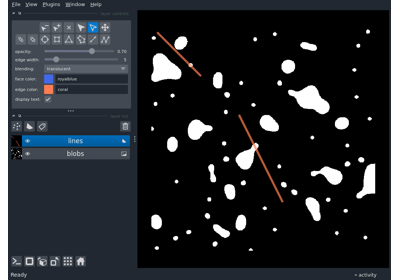 File View Plugins Window Help
opacity: 0.70
edge width: 5
blending: translucent
face color: royalblue
edge color: coral
display text: ✓
lines
blobs
Ready
activity